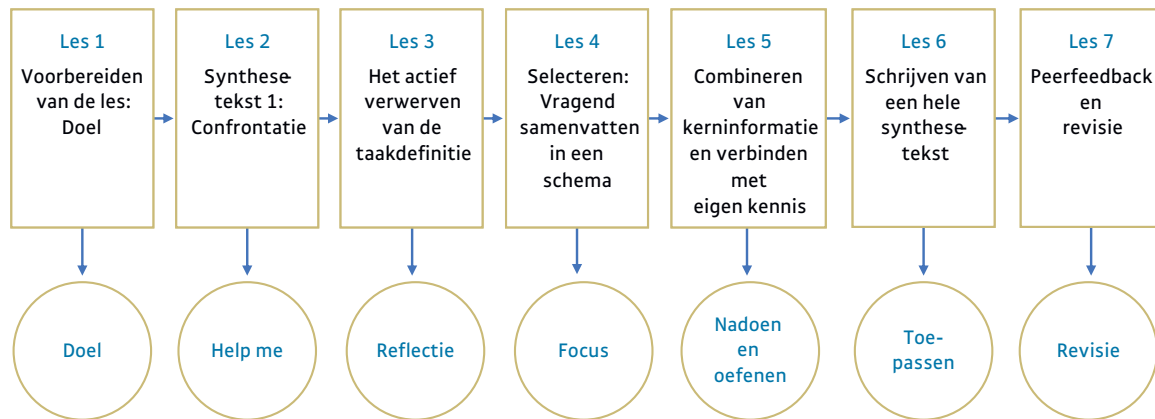 Les 1
Voorbereiden
van de les:
Doel
Les 2
Synthese-
tekst 1:
Confrontatie
Les 3
Het actief
verwerven
van de
taakdefinitie
Les 4
Selecteren:
Vragend
samenvatten
in een
schema
Les 5
Combineren
van
kerninformatie
en verbinden
met
eigen kennis
Les 6
Schrijven van
een hele
synthese-
tekst
Les 7
Peerfeedback
en
revisie
Doel
Help me
Reflectie
Focus
Nadoen
en
oefenen
Toe-
passen
Revisie